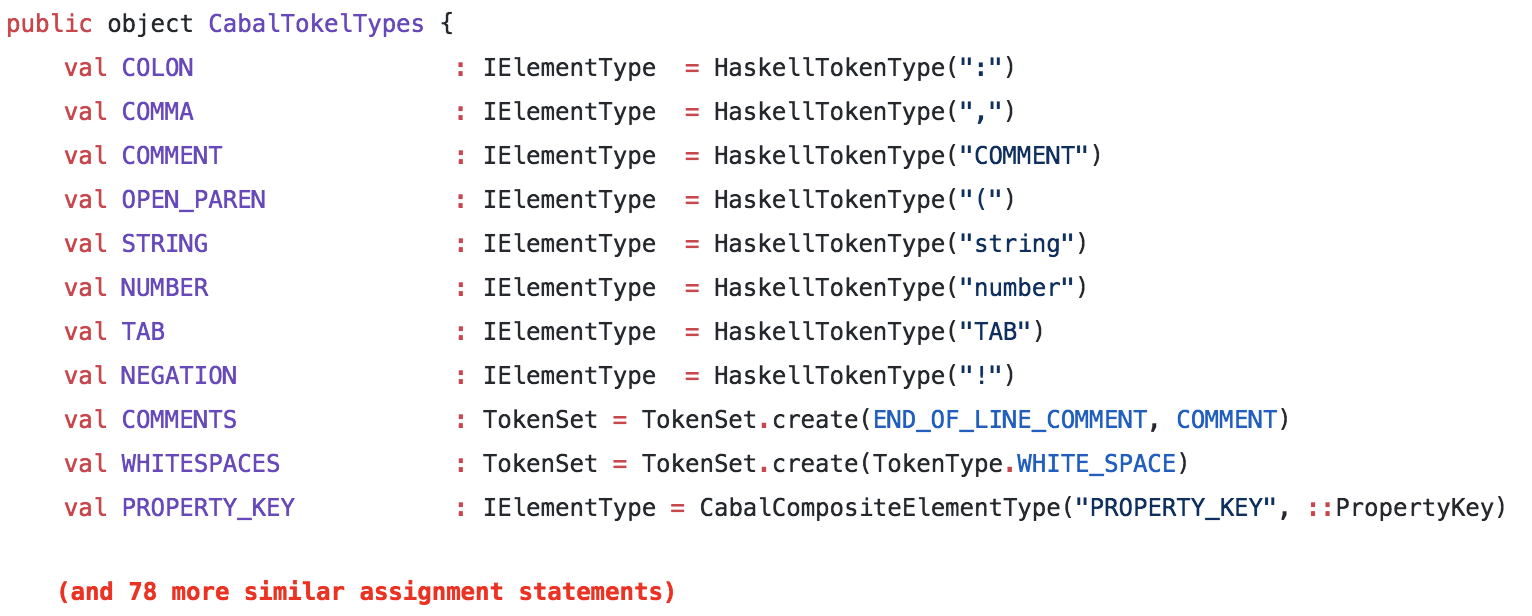 public object CabalTokelTypes {
    val COLON                  : IElementType  = HaskellTokenType(":")
    val COMMA                  : IElementType  = HaskellTokenType(",")
    val COMMENT                : IElementType  = HaskellTokenType("COMMENT")
    val OPEN_PAREN             : IElementType  = HaskellTokenType("(")
    val STRING                 : IElementType  = HaskellTokenType("string")
    val NUMBER                 : IElementType  = HaskellTokenType("number")
    val TAB                    : IElementType  = HaskellTokenType("TAB")
    val NEGATION               : IElementType  = HaskellTokenType("!")
    val COMMENTS               : TokenSet = TokenSet.create(END_OF_LINE_COMMENT, COMMENT)
    val WHITESPACES            : TokenSet = TokenSet.create(TokenType.WHITE_SPACE)
    val PROPERTY_KEY           : IElementType = CabalCompositeElementType("PROPERTY_KEY", ::PropertyKey)
    (and 78 more similar assignment statements)